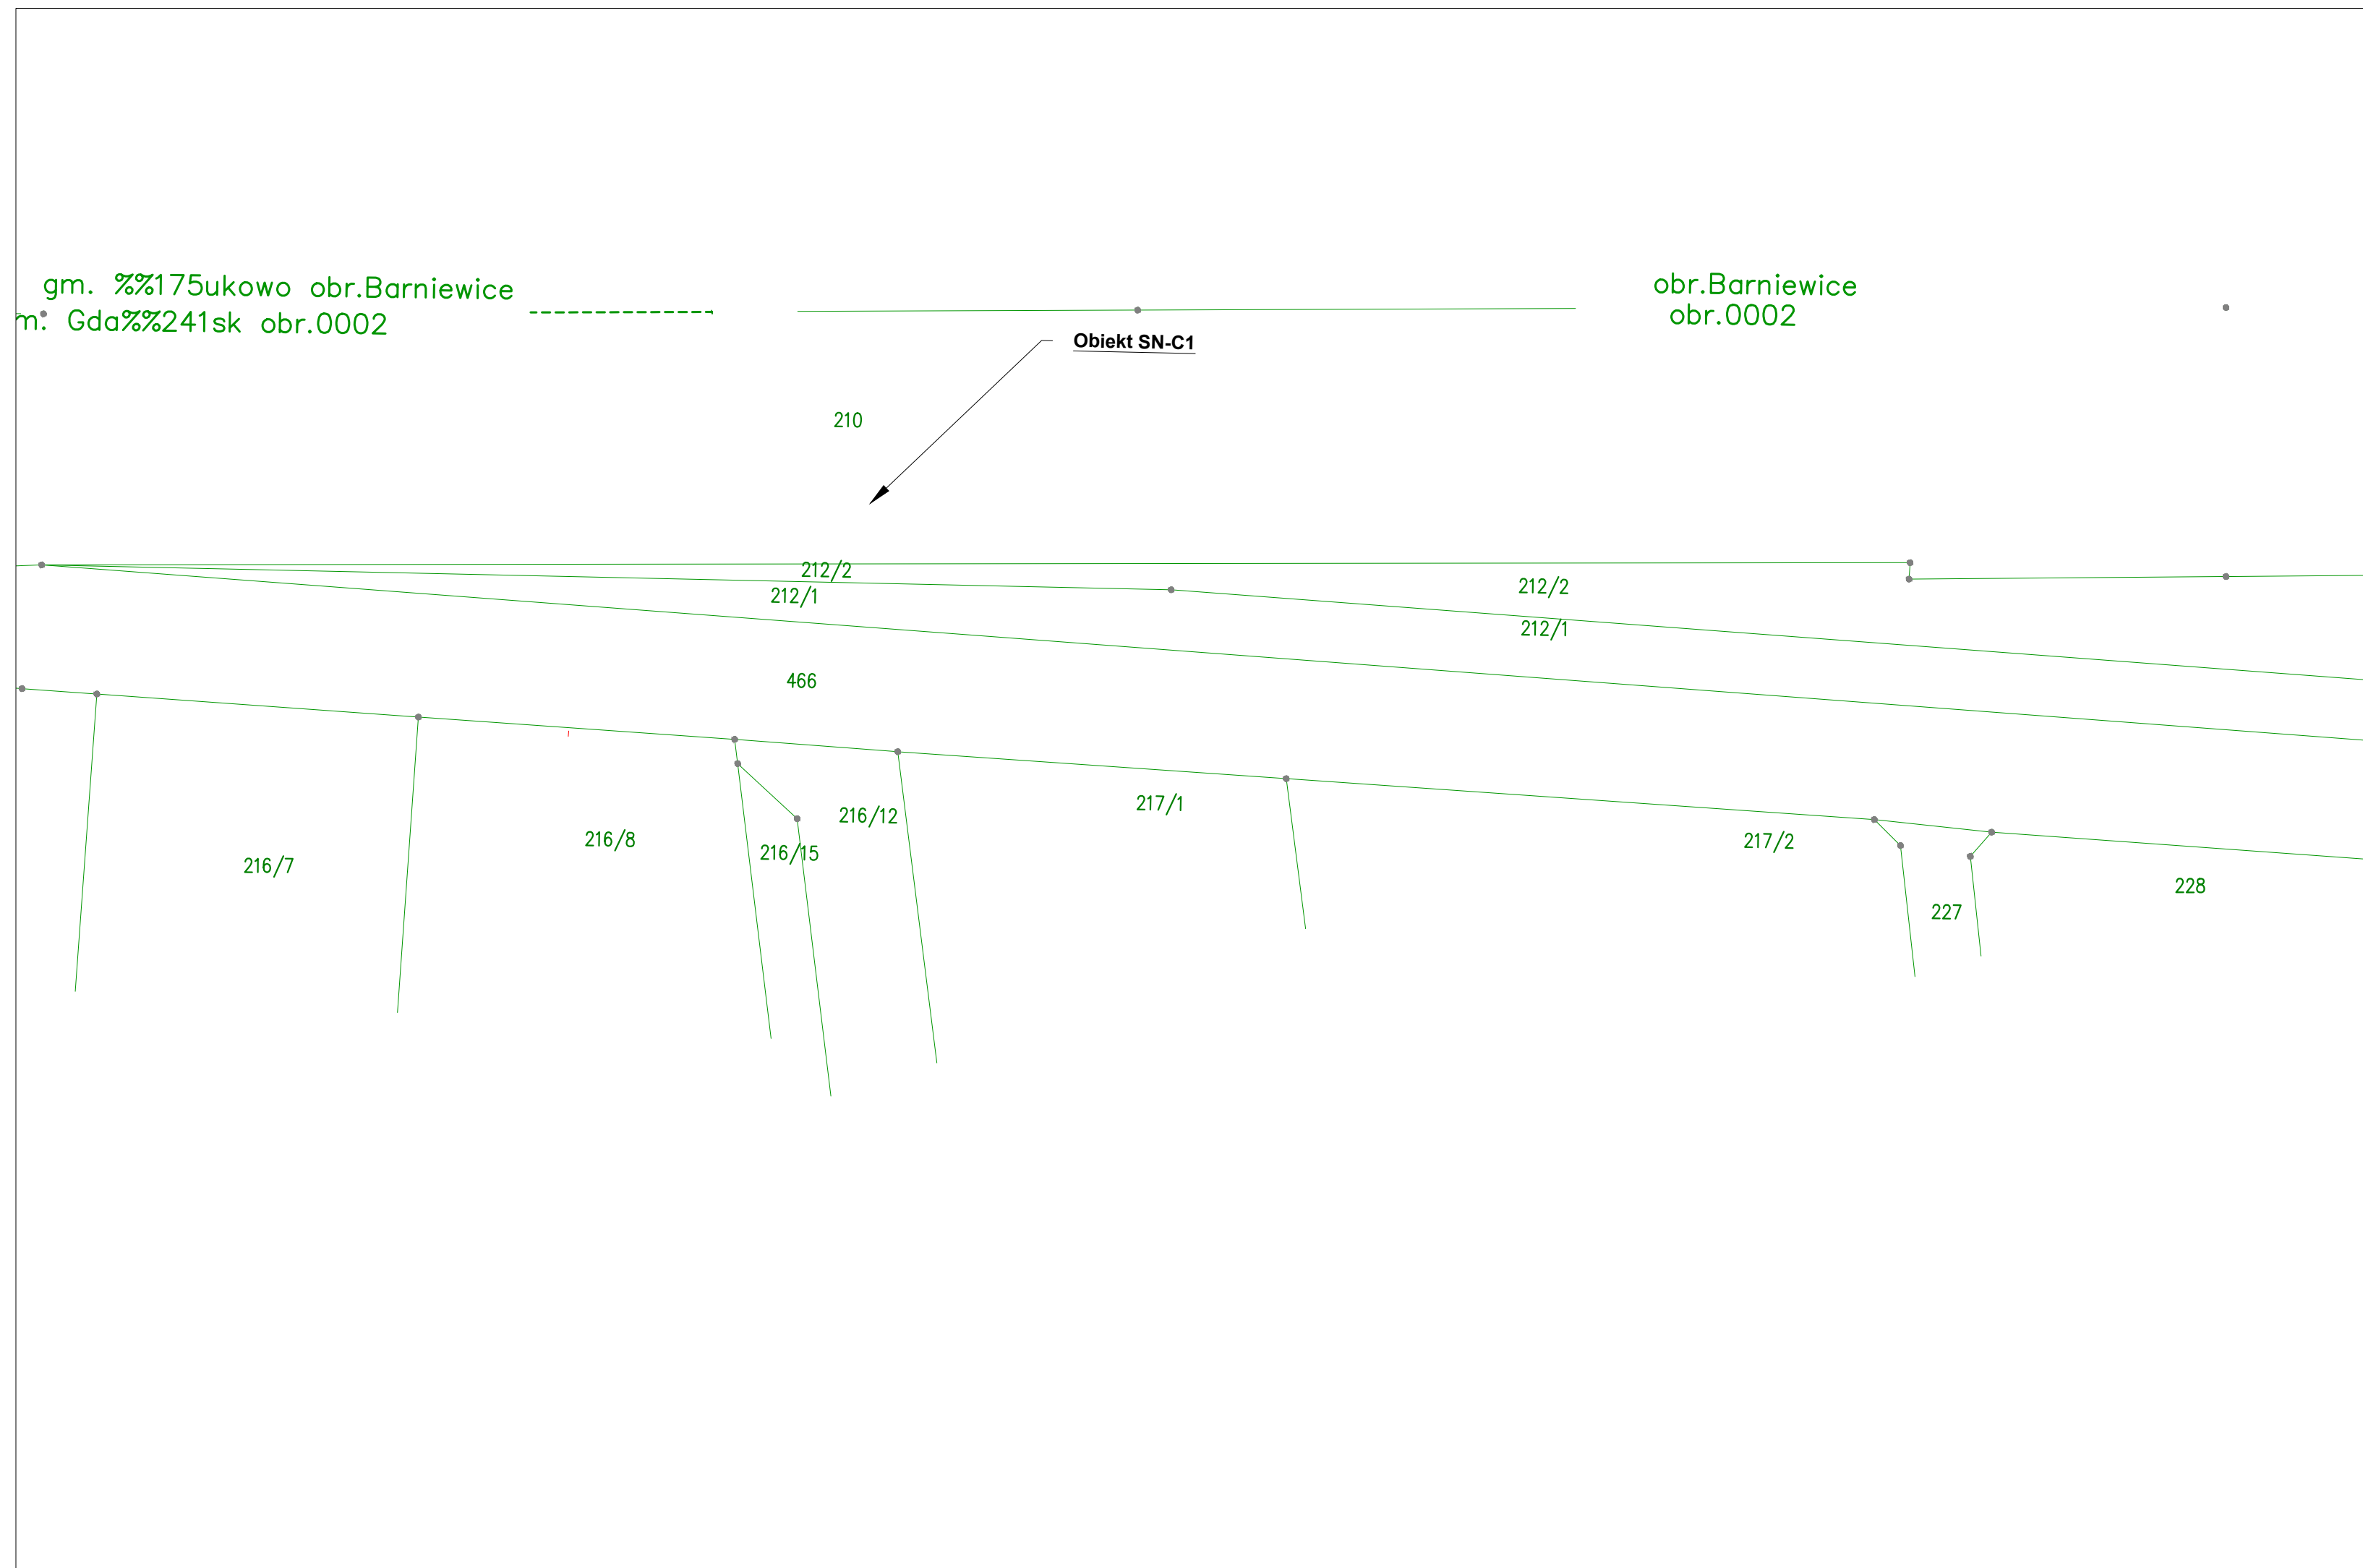 gm. %%175ukowo obr.Barniewice
m. Gda%%241sk obr.0002
obr.Barniewice
obr.0002
Obiekt SN-C1
210
212/2
212/1
212/2
212/1
466
216/7
216/8
216/15
216/12
217/1
217/2
227
228